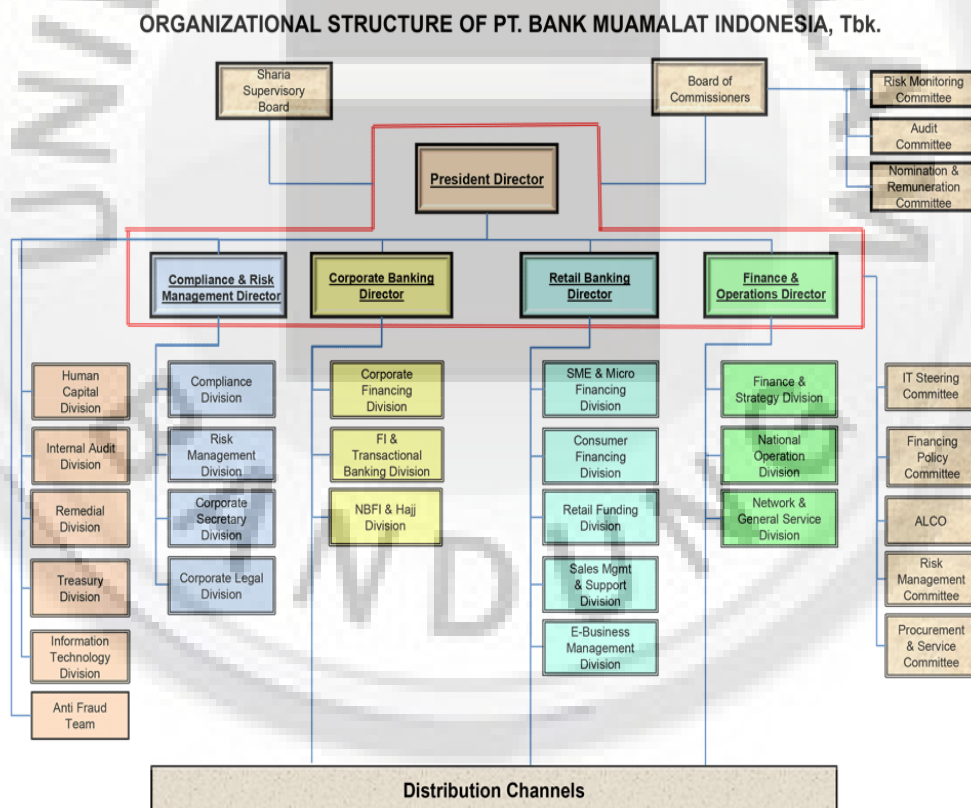 ORGANIZATIONAL STRUCTURE OF PT. BANK MUAMALAT INDONESIA, Tbk.
Sharia
Supervisory
Board
Board of
Commissioners
Risk Monitoring
Committee
Audit
Committee
Nomination &
Remuneration
Committee
President Director
Compliance & Risk
Management Director
Corporate Banking
Director
Retail Banking
Director
Finance &
Operations Director
Human
Capital
Division
Internal Audit
Division
Remedial
Division
Treasury
Division
Information
Technology
Division
Anti Fraud
Team
Compliance
Division
Risk
Management
Division
Corporate
Secretary
Division
Corporate Legal
Division
Corporate
Financing
Division
FI &
Transactional
Banking Division
NBFI & Hajj
Division
SME & Micro
Financing
Division
Consumer
Financing
Division
Retail Funding
Division
Sales Mgmt
& Support
Division
E-Business
Management
Division
Finance &
Strategy Division
National
Operation
Division
Network &
General Service
Division
IT Steering
Committee
Financing
Policy
Committee
ALCO
Risk
Management
Committee
Procurement
& Service
Committee
Distribution Channels